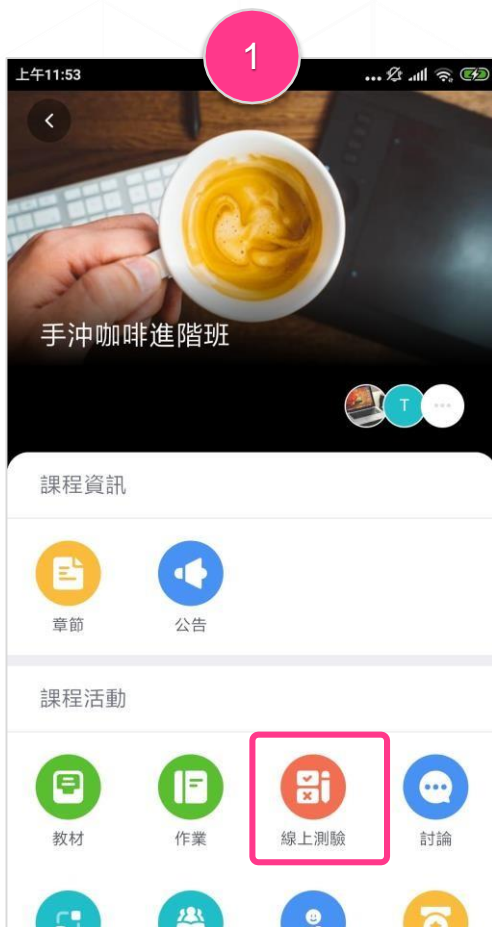 1
上午11:53
手沖咖啡進階班
T
課程資訊
章節
公告
課程活動
教材
作業
線上測驗
討論